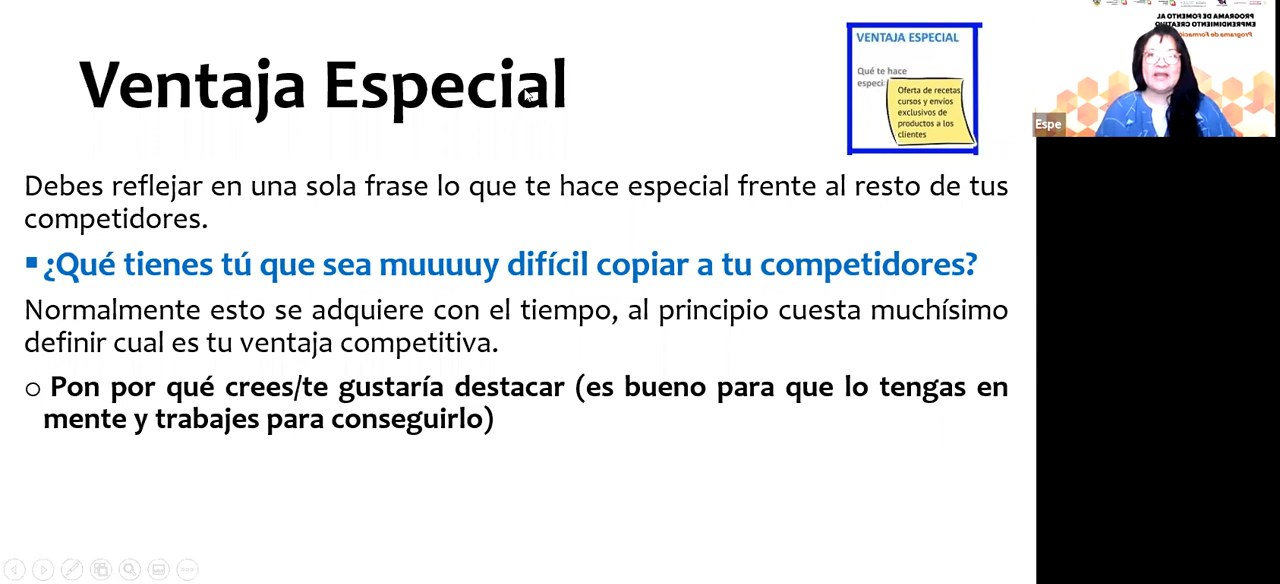 Ventaja Especial
VENTAJA ESPECIAL
Qué te hace
especi
Oferta de recetas,
cursos y envíos
exclusivos de
productos a los
clientes
PROGRAMA DE FOMENTO AL
EMPRENDIMIENTO CREATIVO
Programa de Formació
Espe
Debes reflejar en una sola frase lo que te hace especial frente al resto de tus
competidores.
▪ ¿Qué tienes tú que sea muuuuy difícil copiar a tu competidores?
Normalmente esto se adquiere con el tiempo, al principio cuesta muchísimo
definir cual es tu ventaja competitiva.
o Pon por qué crees/te gustaría destacar (es bueno para que lo tengas en
mente y trabajes para conseguirlo)